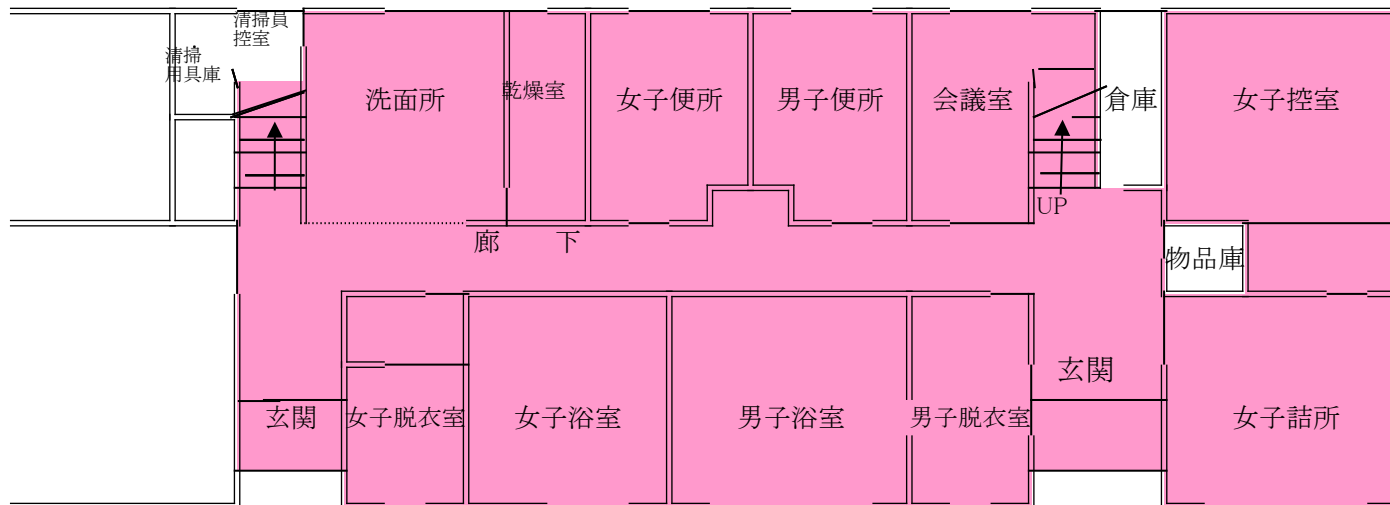 清掃員
控室
清掃
用具庫
洗面所
乾燥室
女子便所
男子便所
会議室
倉庫
女子控室
UP
廊　下
物品庫
玄関
玄関
女子脱衣室
女子浴室
男子浴室
男子脱衣室
女子詰所